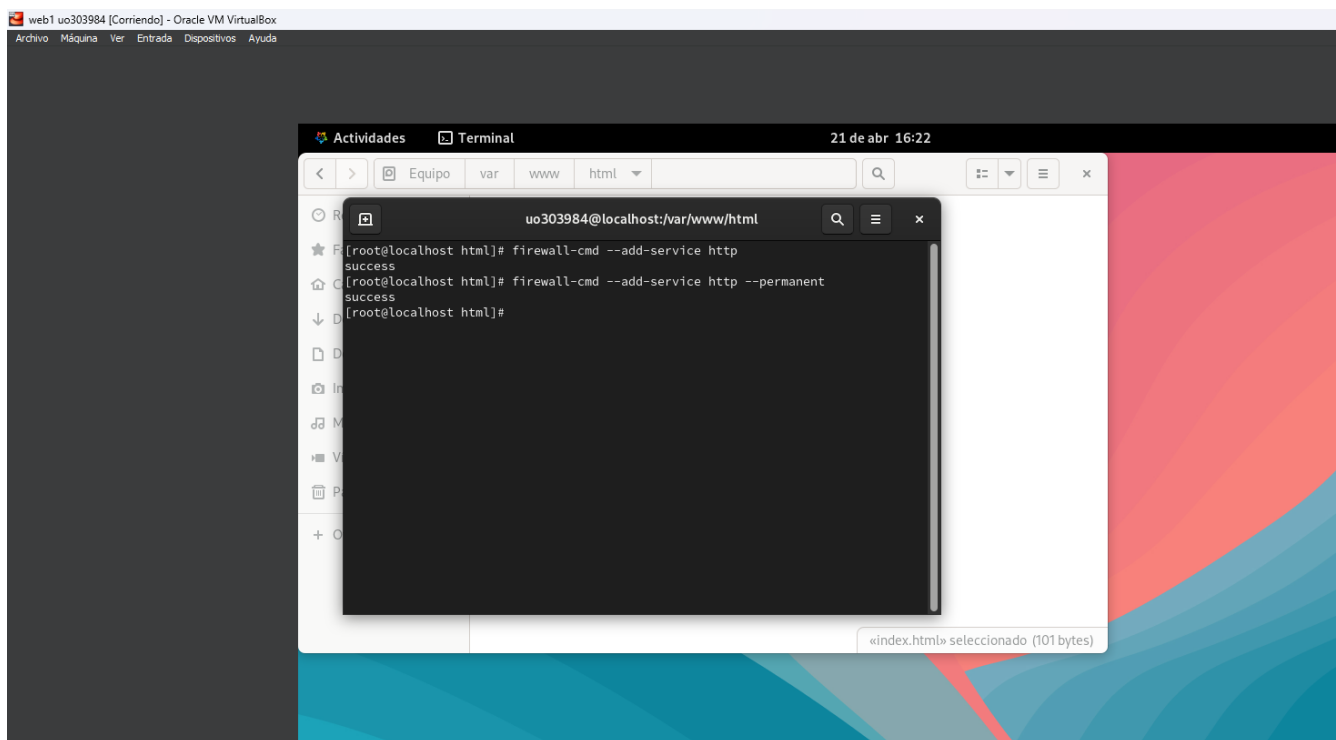 web1 uo303984 [Corriendo] - Oracle VM VirtualBox
Archivo Máquina Ver Entrada Dispositivos Ayuda
Actividades Terminal 21 de abr 16:22
Equipo var www html
uo303984@localhost:/var/www/html
[root@localhost html]# firewall-cmd --add-service http
success
[root@localhost html]# firewall-cmd --add-service http --permanent
success
[root@localhost html]#
«index.html» seleccionado (101 bytes)